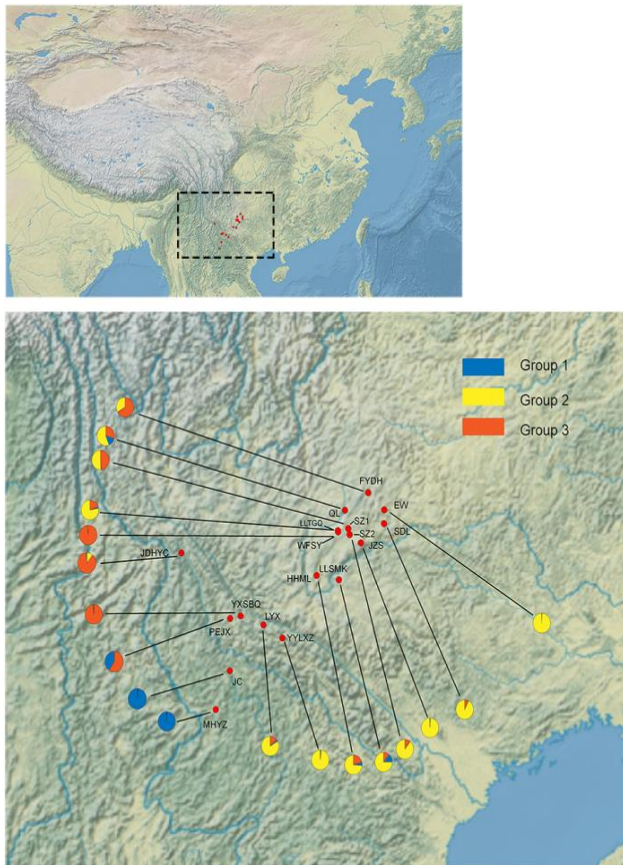 Group 1
Group 2
Group 3
FYDH
QL
EW
LLTGQ
SZ1
SDL
WFSY
SZ2
JZS
JDHYC
HHML
LLSMK
YXSBQ
LYX
PEJX
YYLXZ
JC
MHYZ